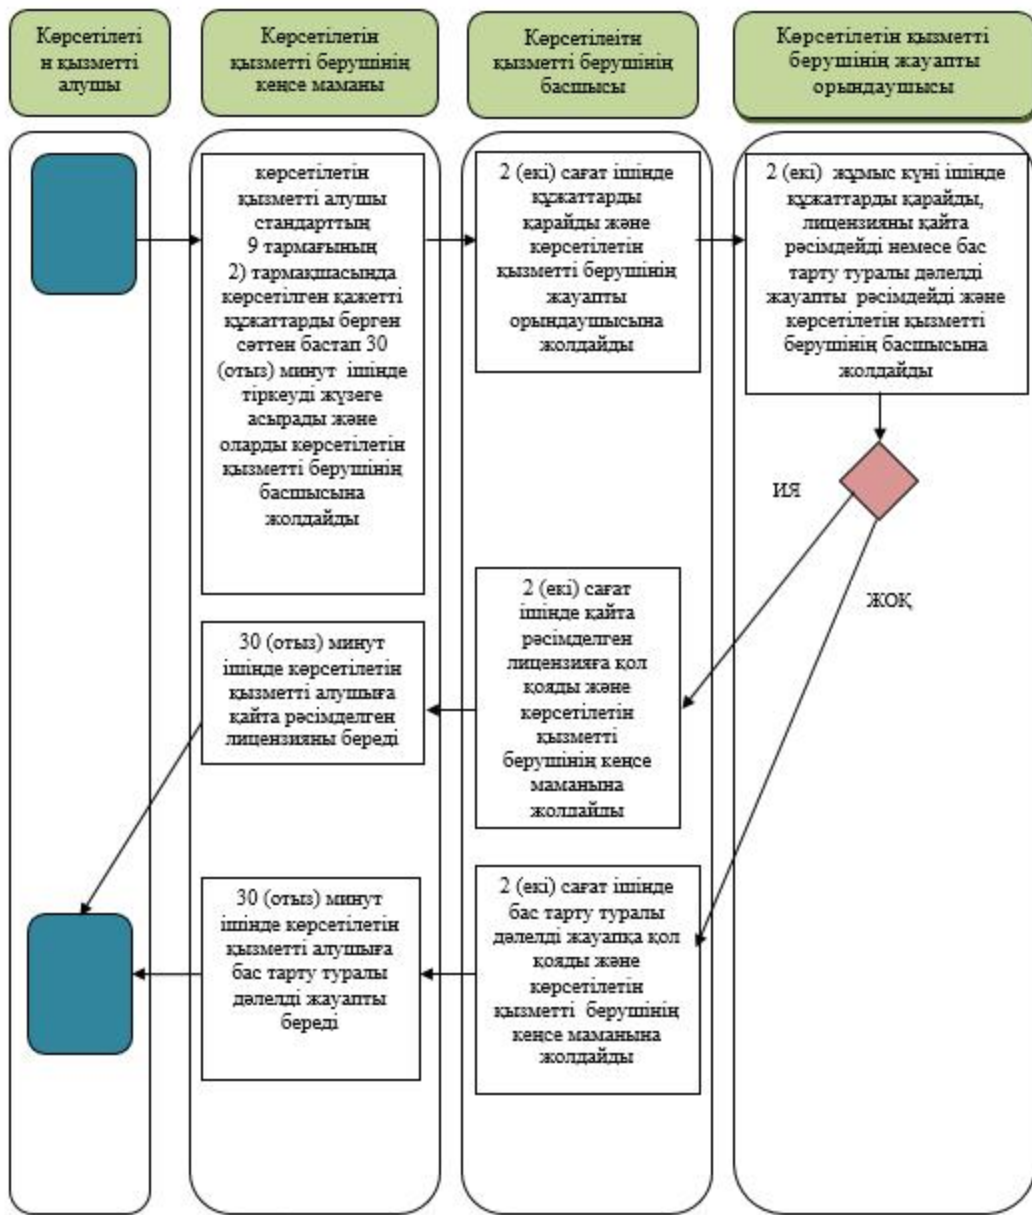 Көрсетілеті
н қызметті
алушы
Көрсетілетін
қызметті берушінің
кеңсе маманы
Көрсетілеітн
қызметті берушінің
басшысы
Көрсетілетін қызметті
берушінің жауапты
орындаушысы
көрсетілетін
қызметті алушы
стандарттың
9 тармағының
2) тармақшасында
көрсетілген қажетті
құжаттарды берген
сәттен бастап 30
(отыз) минут ішінде
тіркеуді жүзеге
асырады және
оларды көрсетілетін
қызметті берушінің
басшысына
жолдайды
2 (екі) сағат ішінде
құжаттарды
қарайды және
көрсетілетін
қызметті берушінің
жауапты
орындаушысына
жолдайды
2 (екі) жұмыс күні ішінде
құжаттарды қарайды,
лицензияны қайта
рәсімдейді немесе бас
тарту туралы дәлелді
жауапты рәсімдейді және
көрсетілетін қызметті
берушінің басшысына
жолдайды
ИЯ
ЖОҚ
2 (екі) сағат
ішінде қайта
рәсімделген
лицензияға қол
қояды және
көрсетілетін
қызметті
берушінің кеңсе
маманына
жолдайды
30 (отыз) минут
ішінде көрсетілетін
қызметті алушыға
қайта рәсімделген
лицензияны береді
2 (екі) сағат ішінде
бас тарту туралы
дәлелді жауапқа қол
қояды және
көрсетілетін
қызметті берушінің
кеңсе маманына
жолдайды
30 (отыз) минут
ішінде көрсетілетін
қызметті алушыға
бас тарту туралы
дәлелді жауапты
береді